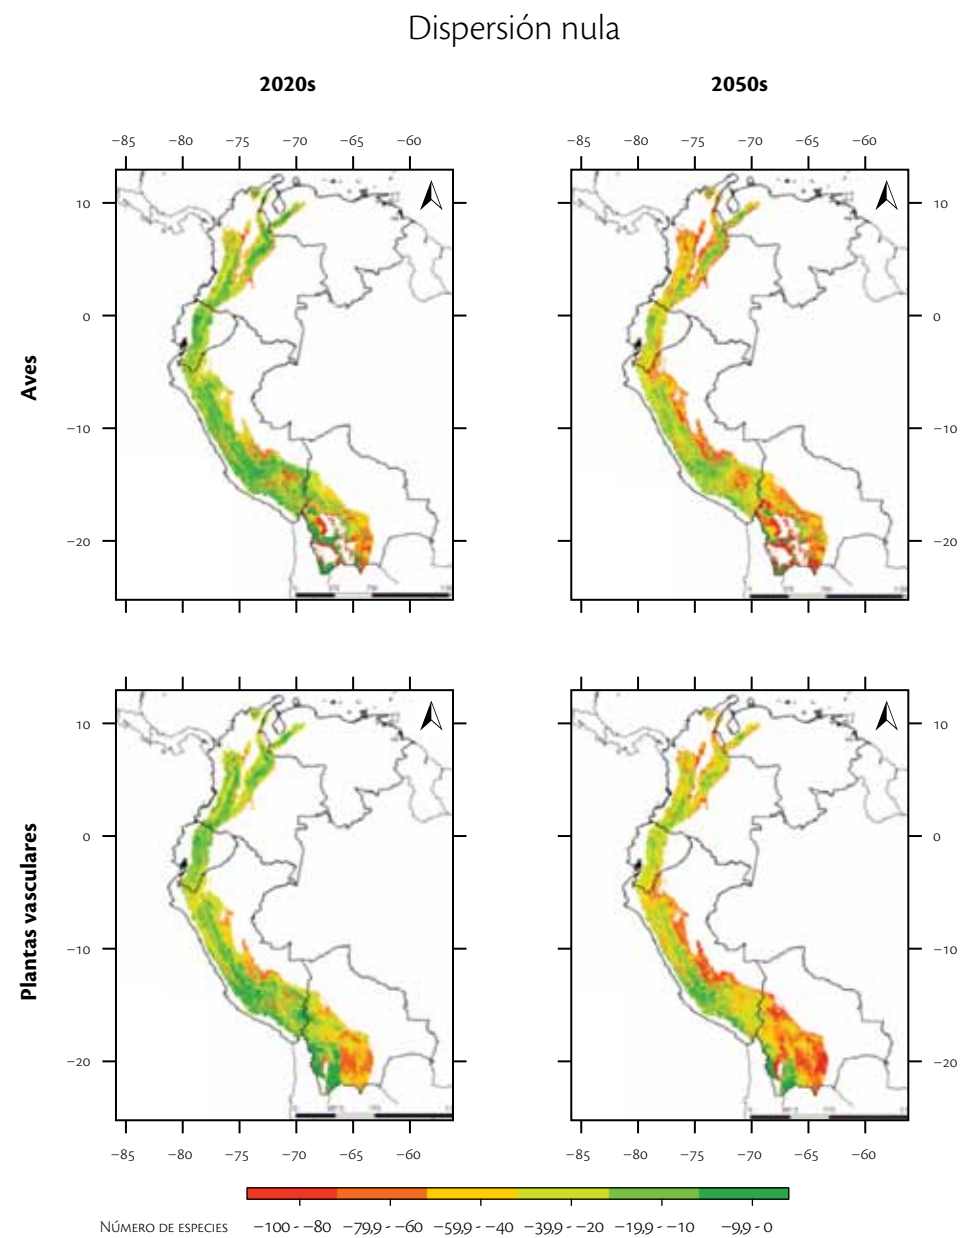 Dispersión nula
2020s 2050s
−85 −80 −75 −70 −65 −60 −85 −80 −75 −70 −65 −60
10 10
0 0
Aves
−10 −10
−20 −20
10 10
0 0
Plantas vasculares
−10 −10
−20 −20
−85 −80 −75 −70 −65 −60 −85 −80 −75 −70 −65 −60
NÚMERO DE ESPECIES −100 - −80 −79,9 - −60 −59,9 - −40 −39,9 - −20 −19,9 - −10 −9,9 - 0